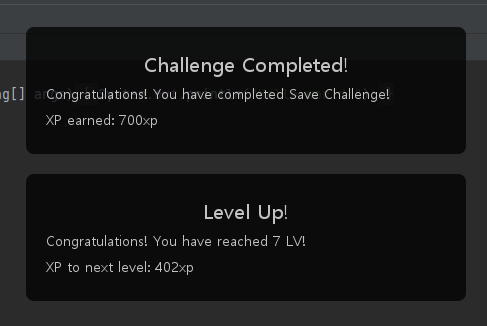 Challenge Completed!
Congratulations! You have completed Save Challenge!
XP earned: 700xp
Level Up!
Congratulations! You have reached 7 LV!
XP to next level: 402xp